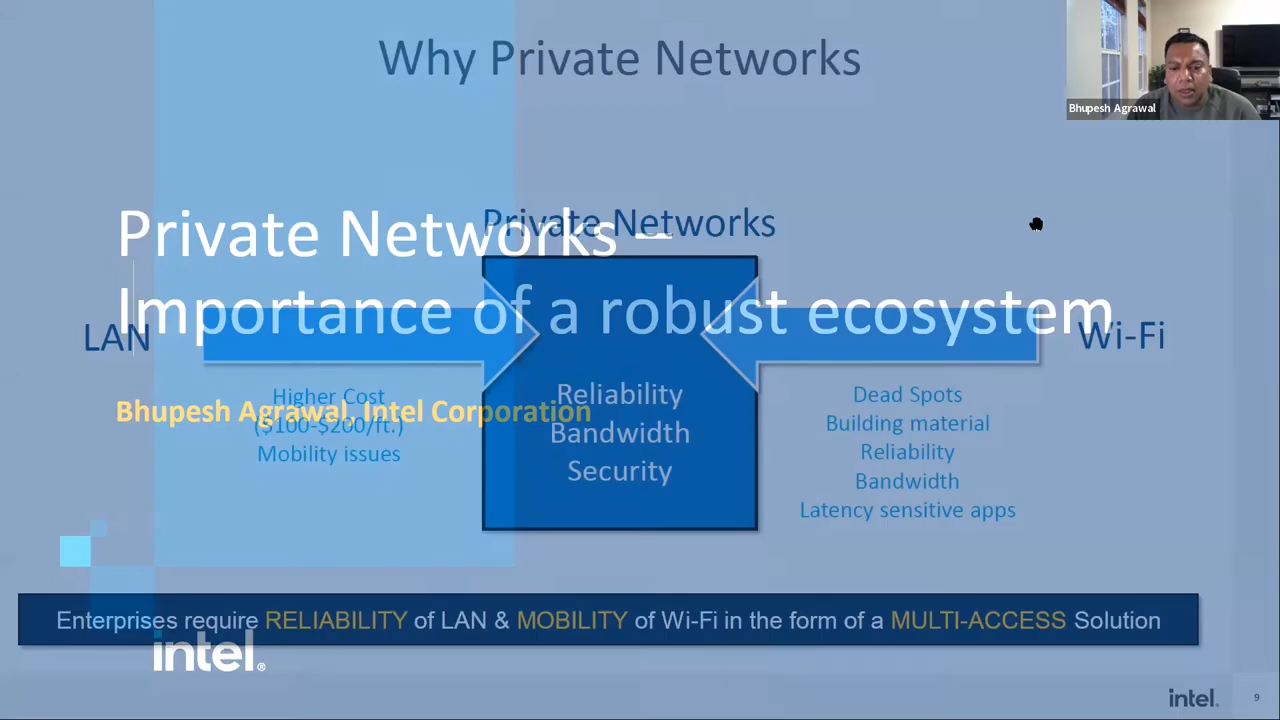 Why Private Networks
Bhupesh Agrawal
Private Networks
Private Networks –
Importance of a robust ecosystem
LAN
Wi-Fi
Higher Cost
($100-$200/ft.)
Mobility issues
Bhupesh Agrawal, Intel Corporation
Reliability
Bandwidth
Security
Dead Spots
Building material
Reliability
Bandwidth
Latency sensitive apps
Enterprises require RELIABILITY of LAN & MOBILITY of Wi-Fi in the form of a MULTI-ACCESS Solution
intel.
intel.
9